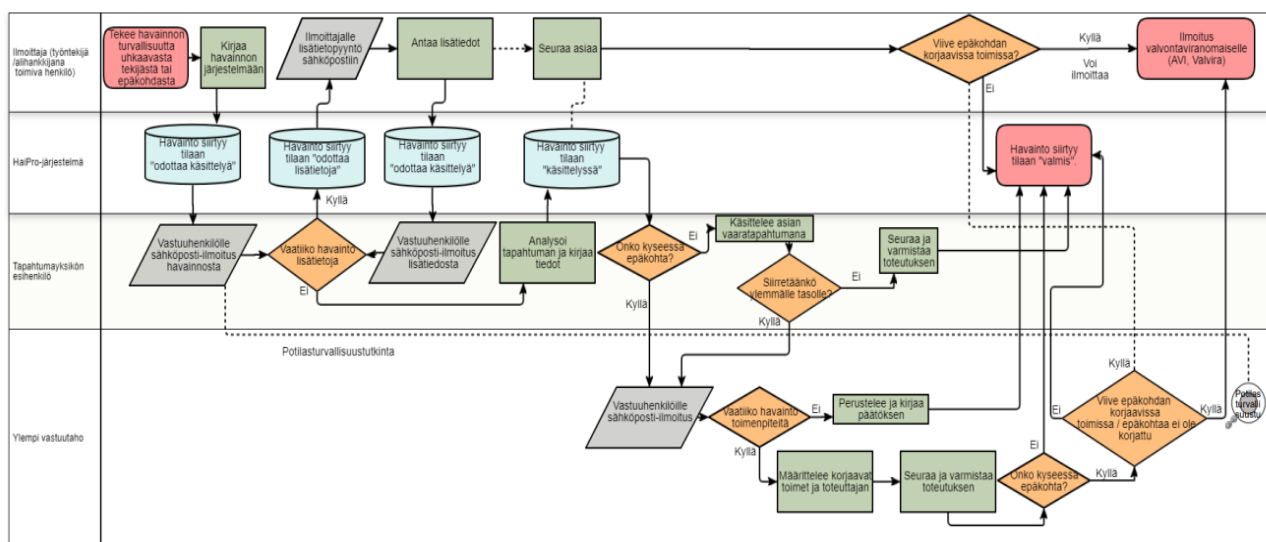 Ilmoittaja (työntekijä
/alihankkijana
toimiva henkilö)
Tekee havainnon
turvallisuutta
uhkaavasta
tekijästä tai
epäkohdasta
Kirjaa
havainnon
järjestelmään
Ilmoittajalle
lisätietopyyntö
sähköpostiin
Antaa lisätiedot
Seuraa asiaa
Viive epäkohdan
korjaavissa toimissa?
Kyllä
Voi
ilmoittaa
Ei
Ilmoitus
valvontaviranomaiselle
(AVI, Valvira)
HaiPro-järjestelmä
Havainto siirtyy
tilaan
"odottaa käsittelyä"
Havainto siirtyy
tilaan "odottaa
lisätietoja"
Kyllä
Havainto siirtyy
tilaan
"odottaa käsittelyä"
Havainto siirtyy
tilaan
"käsittelyssä"
Havainto siirtyy
tilaan "valmis".
Tapahtumayksikön
esihenkilö
Vastuuhenkilölle
sähköposti-ilmoitus
havainnosta
Vaatiiko havainto
lisätietoja
Ei
Vastuuhenkilölle
sähköposti-ilmoitus
lisätiedosta
Analysoi
tapahtuman ja kirjaa
tiedot
Onko kyseessä
epäkohta?
Ei
Kyllä
Käsittelee asian
vaaratapahtumana
Siirretäänkö
ylemmälle tasolle?
Ei
Kyllä
Seuraa ja
varmistaa
toteutuksen
Potilasturvallisuustutkinta
Ylempi vastuutaho
Vastuuhenkilöille
sähköposti-ilmoitus
Vaatiiko havainto
toimenpiteitä
Ei
Kyllä
Perustelee ja kirjaa
päätöksen
Määrittelee korjaavat
toimet ja toteuttajan
Seuraa ja varmistaa
toteutuksen
Onko kyseessä
epäkohta?
Ei
Kyllä
Viive epäkohdan
korjaavissa
toimissa / epäkohtaa ei ole
korjattu
Kyllä
Ei
Kyllä
Potilas
turvalli
suustu